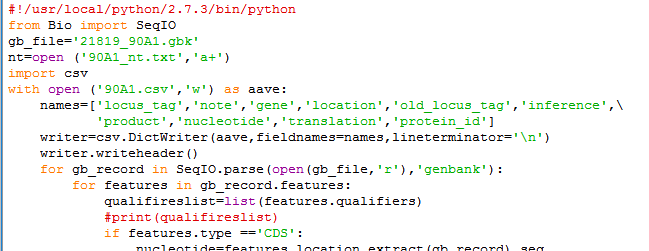 #!/usr/local/python/2.7.3/bin/python
from Bio import SeqIO
gb_file='21819_90A1.gbk'
nt=open ('90A1_nt.txt','a+')
import csv
with open ('90A1.csv','w') as aave:
    names=['locus_tag','note','gene','location','old_locus_tag','inference',\
           'product','nucleotide','translation','protein_id']
    writer=csv.DictWriter(aave,fieldnames=names,lineterminator='\n')
    writer.writeheader()
    for gb_record in SeqIO.parse(open(gb_file,'r'),'genbank'):
        for features in gb_record.features:
            qualifireslist=list(features.qualifiers)
            #print(qualifireslist)
            if features.type =='CDS':
                nucleotide=features.location.extract(gb_record).seq